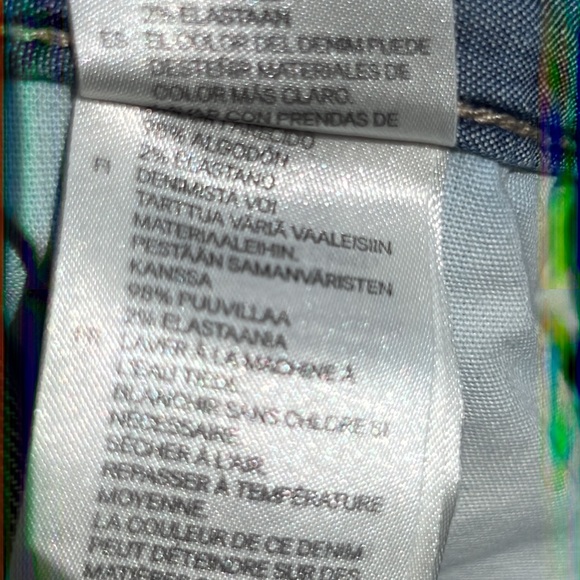 2% ELASTAAN
ES EL COLOR DEL DENIM PUEDE
DESTEÑIR MATERIALES DE
COLOR MÁS CLARO.
CON PRENDAS DE
98% ALGODÓN
2% ELASTANO
FI DENIMISTÄ VOI
TARTTUA VÄRIÄ VAALEISIIN
MATERIAALEIHIN.
PESTÄÄN SAMANVÄRISTEN
KANSSA
98% PUUVILLAA
2% ELASTAANIA
FR LAVER À LA MACHINE À
L'EAU TIÈDE
BLANCHIR SANS CHLORE SI
NÉCESSAIRE
SÉCHER À L'AIR
REPASSER À TEMPÉRATURE
MOYENNE
LA COULEUR DE CE DENIM
PEUT DÉTEINDRE SUR DES